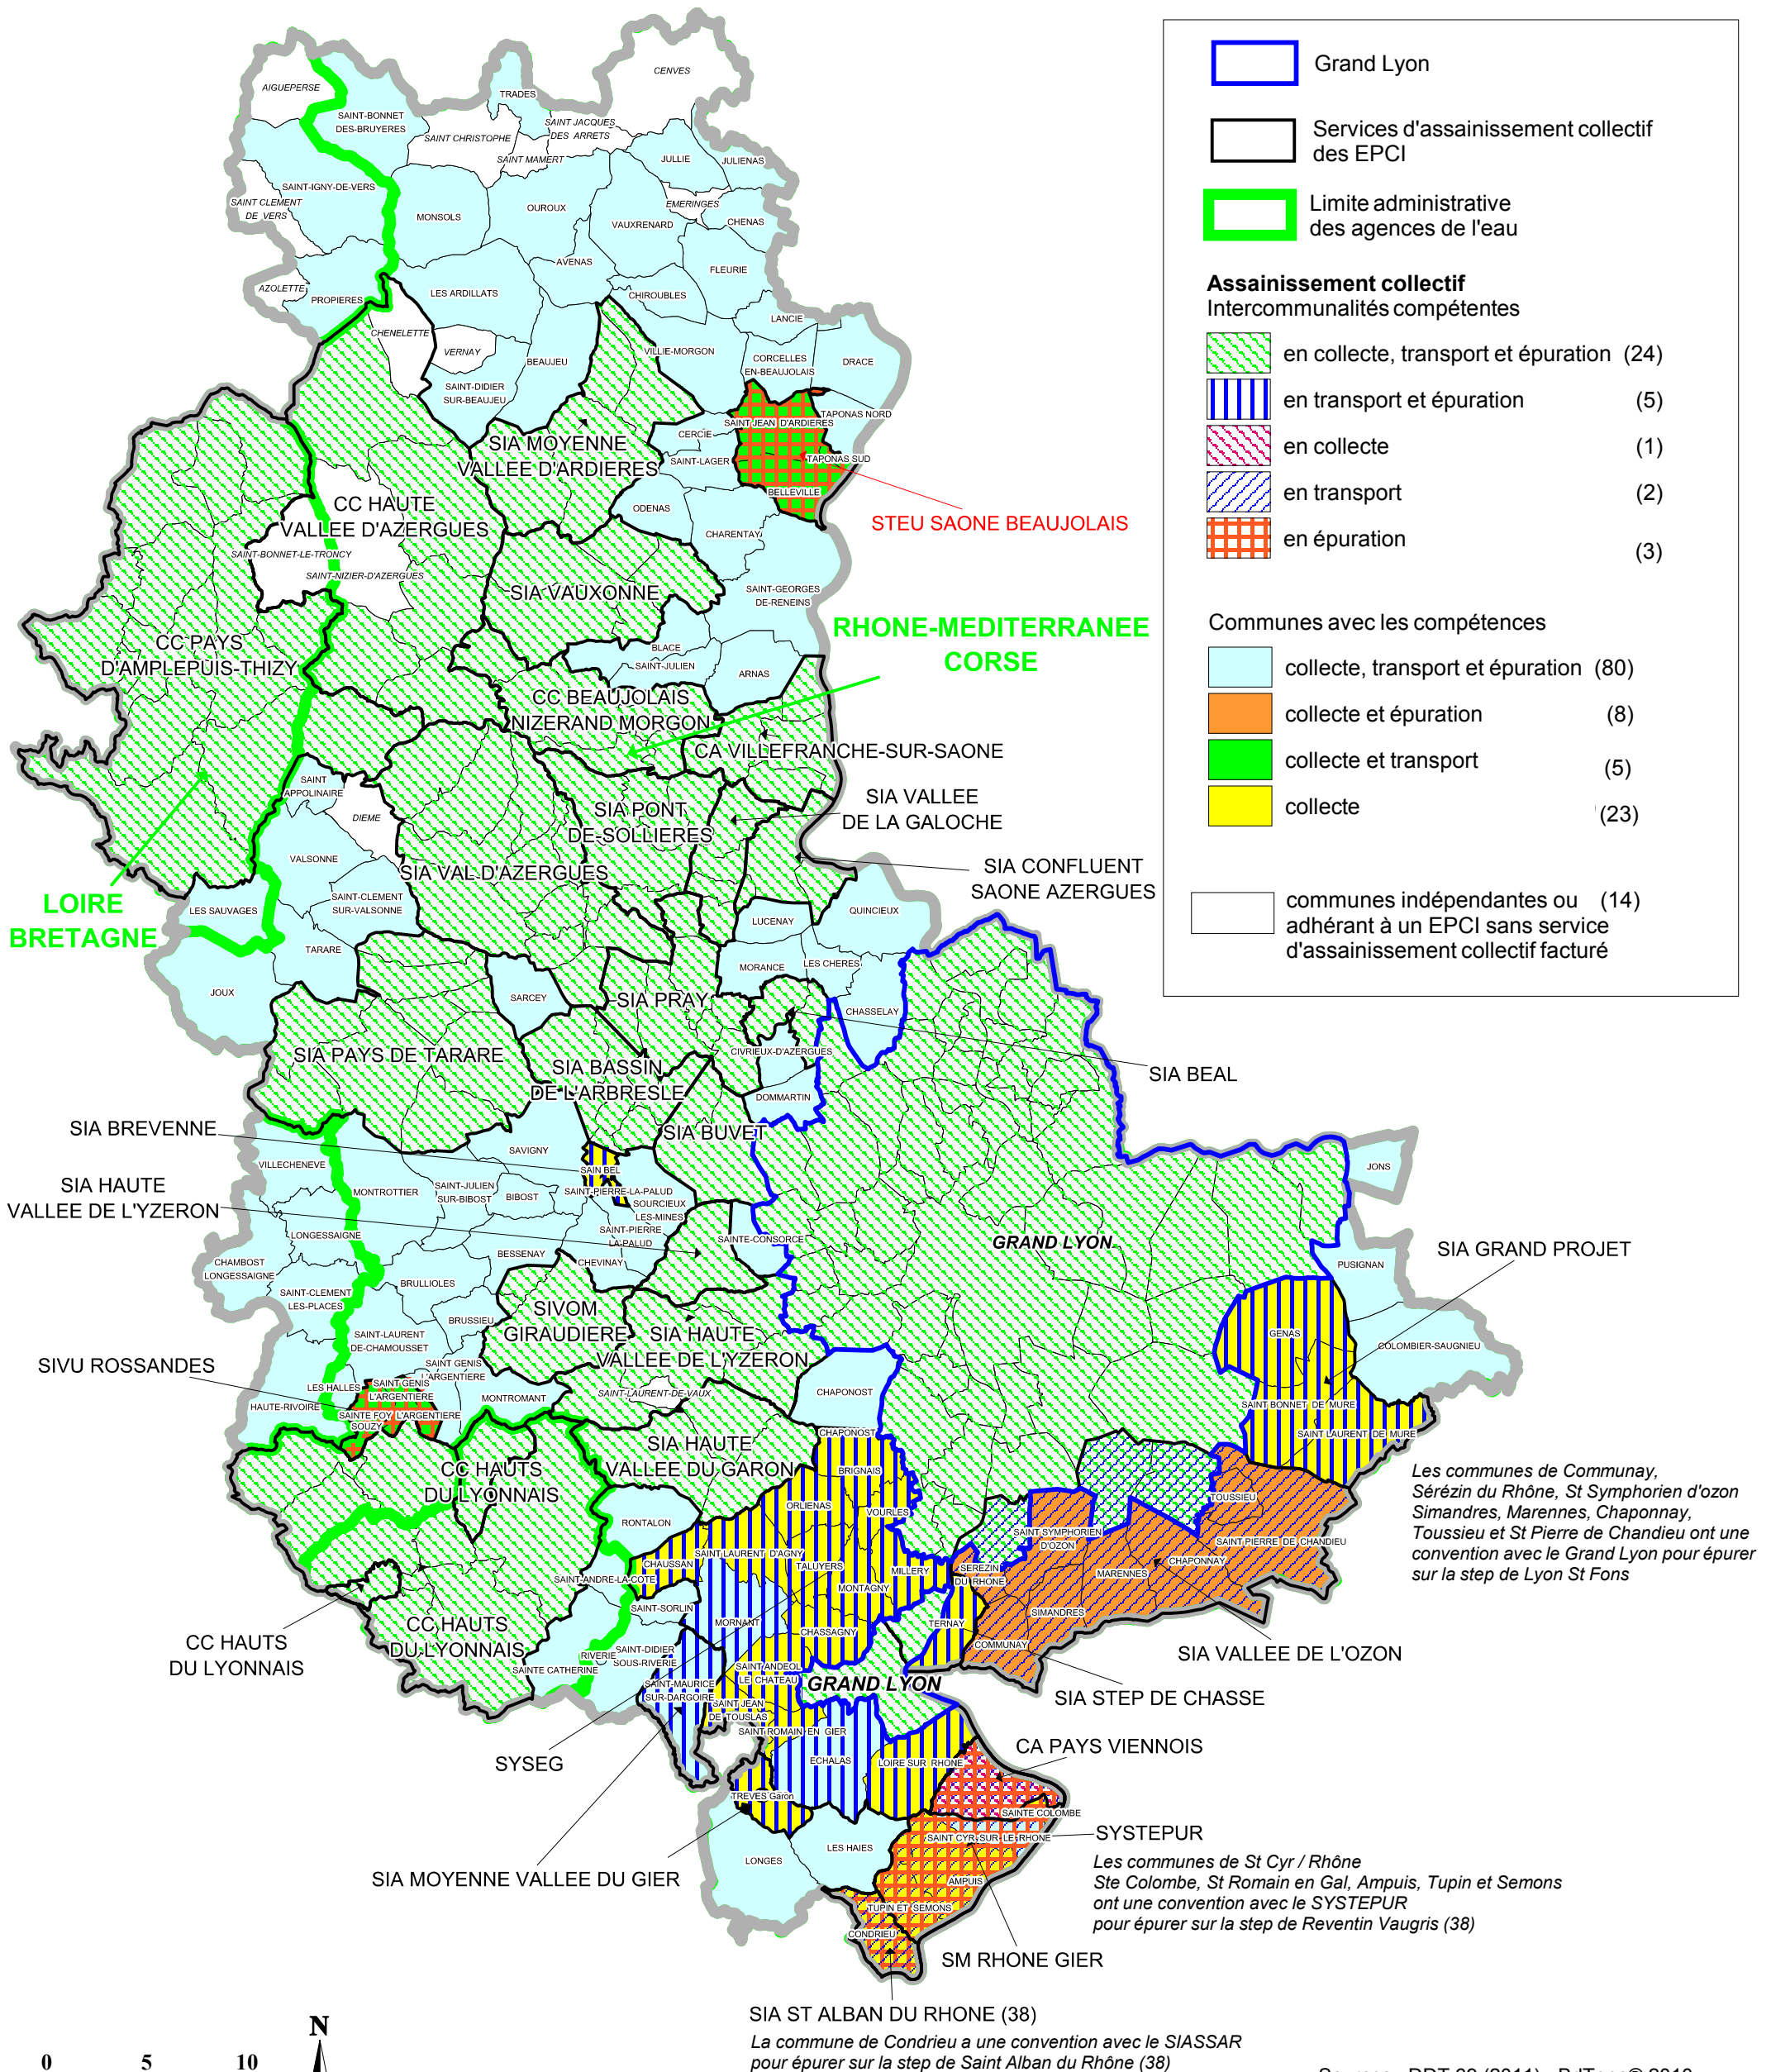 Grand Lyon
Services d'assainissement collectif
des EPCI
Limite administrative
des agences de l'eau
Assainissement collectif
Intercommunalités compétentes
en collecte, transport et épuration (24)
en transport et épuration (5)
en collecte (1)
en transport (2)
en épuration (3)
Communes avec les compétences
collecte, transport et épuration (80)
collecte et épuration (8)
collecte et transport (5)
collecte (23)
communes indépendantes ou (14)
adhérant à un EPCI sans service
d'assainissement collectif facturé
AIGUEPERSE
CENVES
TRADES
SAINT-BONNET
DES-BRUYERES
SAINT CHRISTOPHE
SAINT JACQUES
DES ARRETS
SAINT MAMERT
JULLIE
JULIENAS
SAINT-IGNY-DE-VERS
SAINT CLEMENT
DE VERS
MONSOLS
OUROUX
EMERINGES
VAUXRENARD
CHENAS
AVENAS
FLEURIE
AZOLETTE
PROPIERES
LES ARDILLATS
CHIROUBLES
LANCIE
CHENELETTE
VERNAY
BEAUJEU
VILLIE-MORGON
CORCELLES
EN-BEAUJOLAIS
DRACE
SAINT-DIDIER
SUR-BEAUJEU
TAPONAS NORD
SAINT JEAN D'ARDIERES
CERCIE
SIA MOYENNE
VALLEE D'ARDIERES
SAINT-LAGER
TAPONAS SUD
BELLEVILLE
ODENAS
STEU SAONE BEAUJOLAIS
CC HAUTE
VALLEE D'AZERGUES
CHARENTAY
SAINT-BONNET-LE-TRONCY
SAINT-NIZIER-D'AZERGUES
SIA VAUXONNE
SAINT-GEORGES
DE-RENEINS
RHONE-MEDITERRANEE
CORSE
CC PAYS
D'AMPLEPUIS-THIZY
BLACE
SAINT-JULIEN
ARNAS
CC BEAUJOLAIS
NIZERAND MORGON
CA VILLEFRANCHE-SUR-SAONE
SAINT
APPOLINAIRE
DIEME
SIA PONT
DE-SOLLIERES
SIA VALLEE
DE LA GALOCHE
VALSONNE
SIA VAL D'AZERGUES
SIA CONFLUENT
SAONE AZERGUES
LOIRE
BRETAGNE
LES SAUVAGES
SAINT-CLEMENT
SUR-VALSONNE
LUCENAY
QUINCIEUX
TARARE
MORANCE
LES CHERES
JOUX
SARCEY
SIA PRAY
CHASSELAY
SIA PAYS DE TARARE
CIVRIEUX-D'AZERGUES
SIA BASSIN
DE L'ARBRESLE
SIA BEAL
DOMMARTIN
SIA BREVENNE
SIA BUVET
SAVIGNY
VILLECHENEVE
SAIN BEL
JONS
SIA HAUTE
VALLEE DE L'YZERON
MONTROTTIER
SAINT-JULIEN
SUR-BIBOST
BIBOST
SAINT-PIERRE-LA-PALUD
SOURCIEUX
LES-MINES
SAINT-PIERRE
LA-PALUD
LONGESSAIGNE
SAINTE-CONSORCE
GRAND LYON
SIA GRAND PROJET
CHAMBOST
LONGESSAIGNE
BESSENAY
CHEVINAY
PUSIGNAN
BRULLIOLES
SAINT-CLEMENT
LES-PLACES
SIVOM
GIRAUDIERE
BRUSSIEU
SIA HAUTE
VALLEE DE L'YZERON
GENAS
COLOMBIER-SAUGNIEU
SAINT-LAURENT
DE-CHAMOUSSET
SIVU ROSSANDES
SAINT GENIS
L'ARGENTIERE
LES HALLES
SAINT GENIS
L'ARGENTIERE
MONTROMANT
SAINT-LAURENT-DE-VAUX
CHAPONOST
HAUTE-RIVOIRE
SAINTE FOY L'ARGENTIERE
SOUZY
SAINT BONNET DE MURE
SAINT LAURENT DE MURE
CHAPONOST
SIA HAUTE
VALLEE DU GARON
CC HAUTS
DU LYONNAIS
BRIGNAIS
ORLIENAS
VOURLES
TOUSSIEU
Les communes de Communay,
Sérézin du Rhône, St Symphorien d'ozon
Simandres, Marennes, Chaponnay,
Toussieu et St Pierre de Chandieu ont une
convention avec le Grand Lyon pour épurer
sur la step de Lyon St Fons
RONTALON
SAINT SYMPHORIEN
D'OZON
SAINT PIERRE DE CHANDIEU
SAINT LAURENT D'AGNY
CHAUSSAN
TALUYERS
MILLERY
SEREZIN
DU RHONE
CHAPONNAY
MARENNES
SAINT-ANDRE-LA-COTE
MONTAGNY
SAINT-SORLIN
MORNANT
CHASSAGNY
TERNAY
SIMANDRES
COMMUNAY
CC HAUTS
DU LYONNAIS
CC HAUTS
DU LYONNAIS
RIVERIE
SAINT-DIDIER
SOUS-RIVERIE
SAINTE CATHERINE
SAINT-MAURICE
SUR-DARGOIRE
SAINT ANDEOL
LE CHATEAU
GRAND LYON
SIA VALLEE DE L'OZON
SIA STEP DE CHASSE
SAINT JEAN
DE TOUSLAS
SAINT ROMAIN EN GIER
SYSEG
ECHALAS
LOIRE SUR RHONE
CA PAYS VIENNOIS
TREVES Garon
SAINTE COLOMBE
SAINT CYR SUR LE RHONE
SYSTEPUR
LES HAIES
LONGES
SIA MOYENNE VALLEE DU GIER
AMPUIS
Les communes de St Cyr / Rhône
Ste Colombe, St Romain en Gal, Ampuis, Tupin et Semons
ont une convention avec le SYSTEPUR
pour épurer sur la step de Reventin Vaugris (38)
TUPIN ET SEMONS
CONDRIEU
SM RHONE GIER
SIA ST ALBAN DU RHONE (38)
La commune de Condrieu a une convention avec le SIASSAR
pour épurer sur la step de Saint Alban du Rhône (38)
N
0 5 10